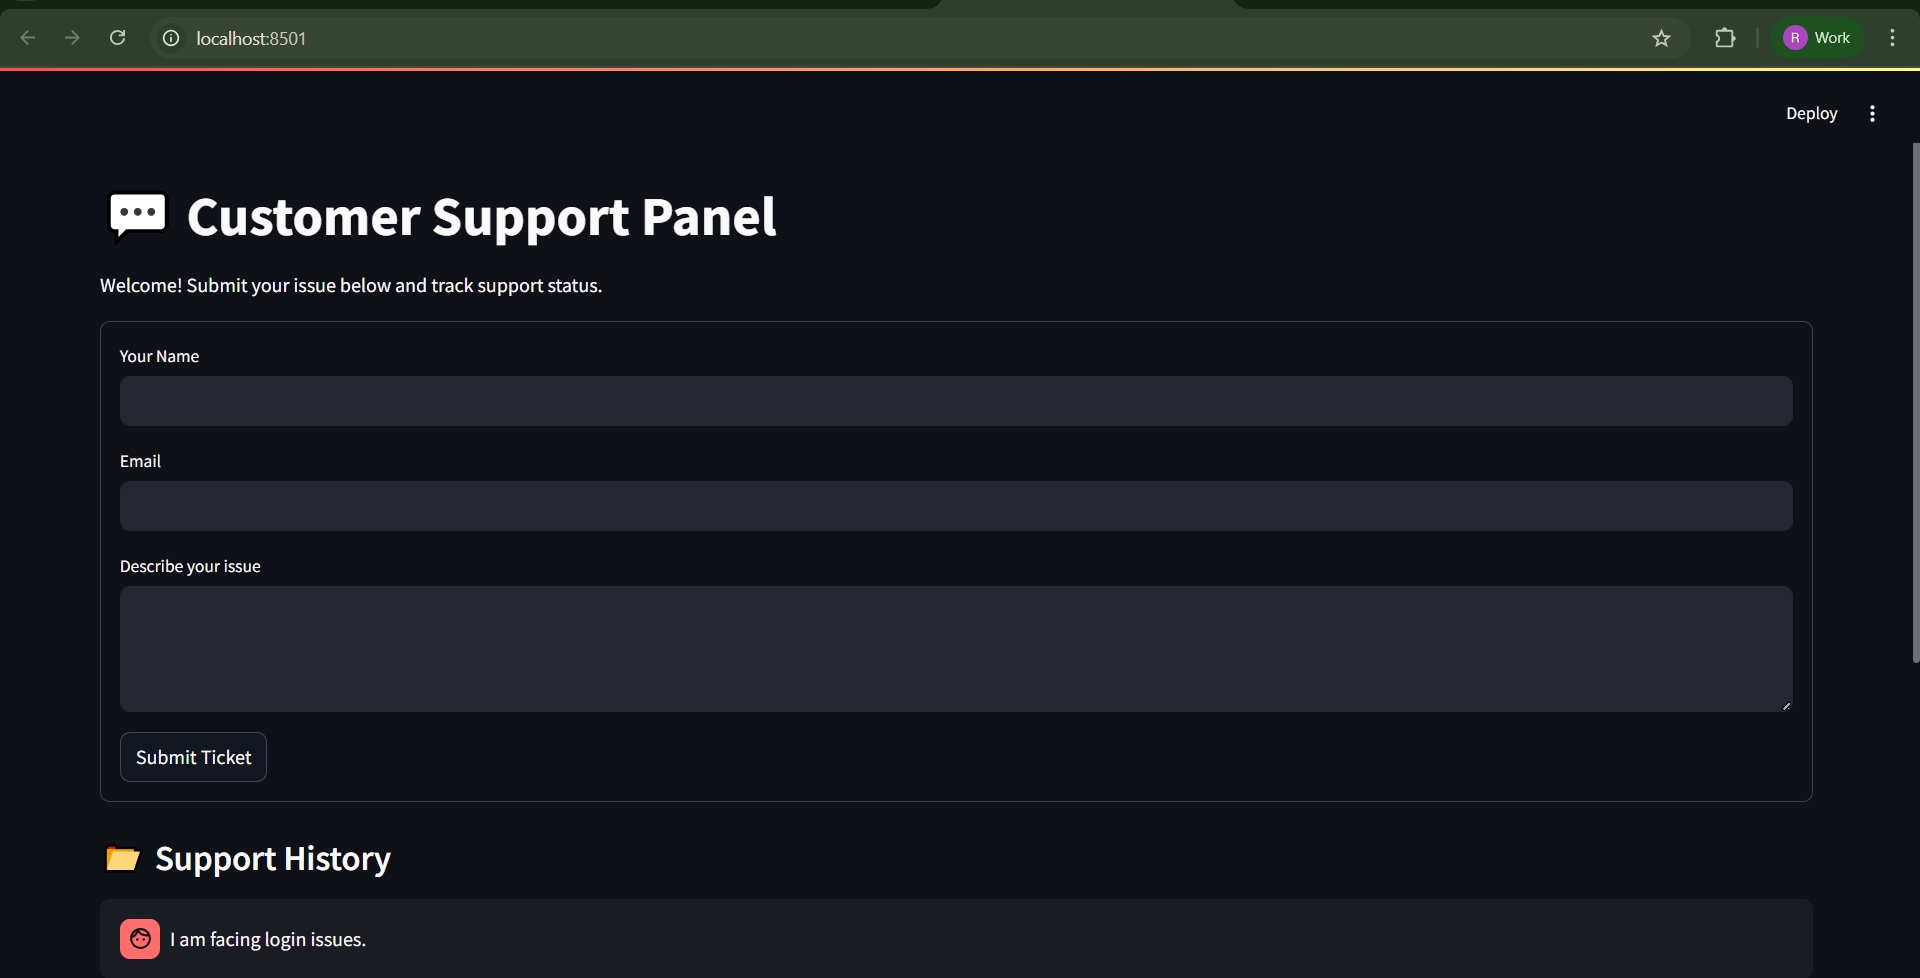 localhost:8501
R Work
Deploy
Customer Support Panel
Welcome! Submit your issue below and track support status.
Your Name
Email
Describe your issue
Submit Ticket
Support History
I am facing login issues.